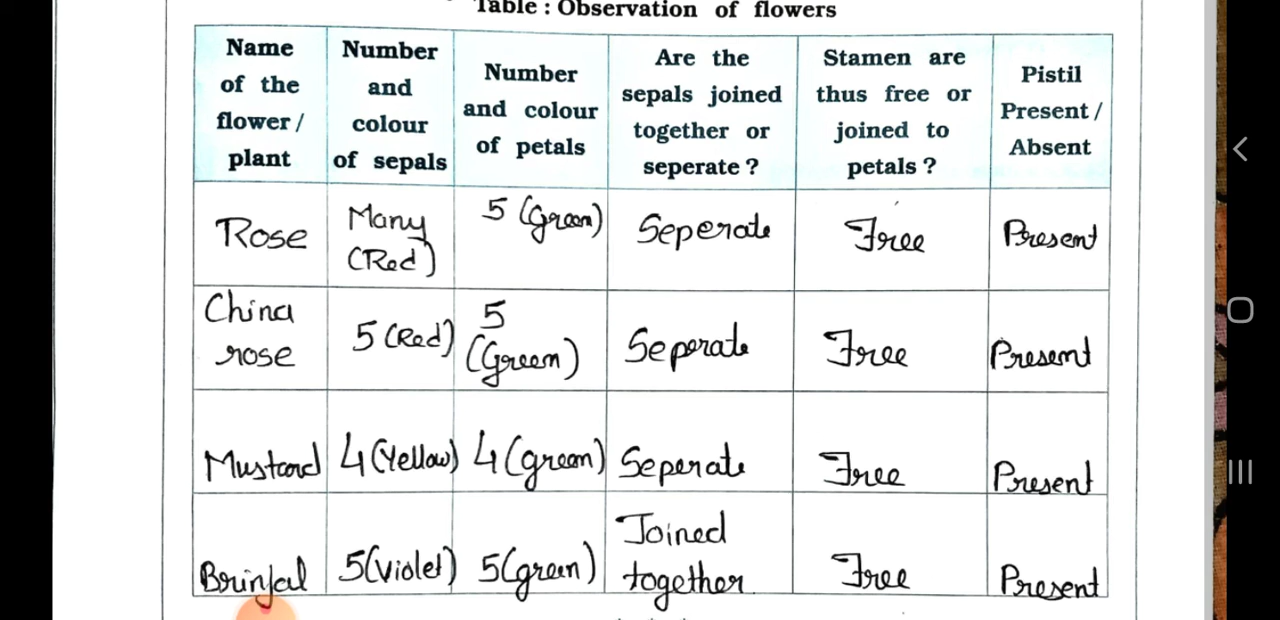 Table : Observation of flowers
Name of the flower / plant | Number and colour of sepals | Number and colour of petals | Are the sepals joined together or seperate ? | Stamen are thus free or joined to petals ? | Pistil Present / Absent
Rose | Many (Red) | 5 (Green) | Seperate | Free | Present
China rose | 5 (Red) | 5 (Green) | Seperate | Free | Present
Mustard | 4 (Yellow) | 4 (green) | Seperate | Free | Present
Brinjal | 5 (Violet) | 5 (green) | Joined together | Free | Present